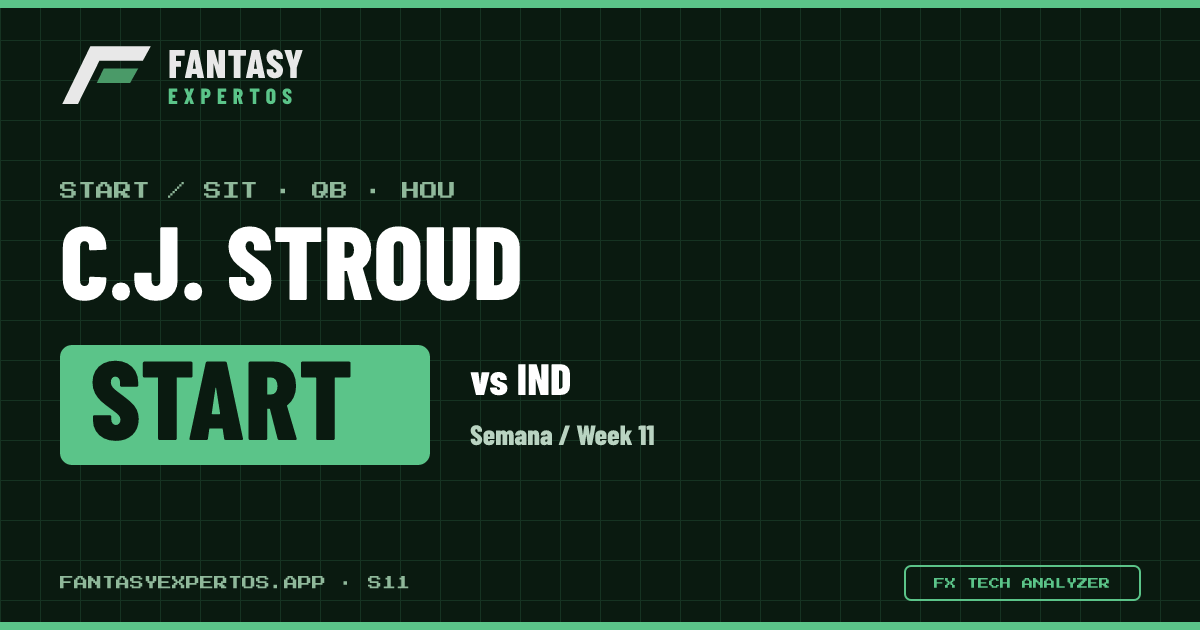 FANTASY
EXPERTOS
START / SIT · QB · HOU
C.J. STROUD
START
vs IND
Semana / Week 11
FANTASYEXPERTOS.APP · S11
FX TECH ANALYZER